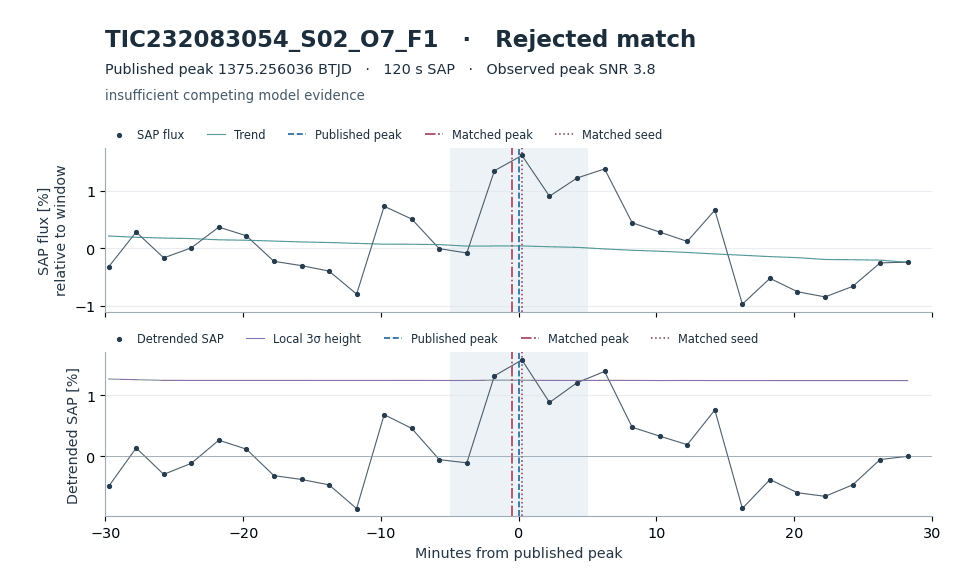 TIC232083054_S02_O7_F1 · Rejected match
Published peak 1375.256036 BTJD · 120 s SAP · Observed peak SNR 3.8
insufficient competing model evidence
SAP flux Trend Published peak Matched peak Matched seed
SAP flux [%]
relative to window
1
0
−1
Detrended SAP Local 3σ height Published peak Matched peak Matched seed
Detrended SAP [%]
1
0
−30 −20 −10 0 10 20 30
Minutes from published peak